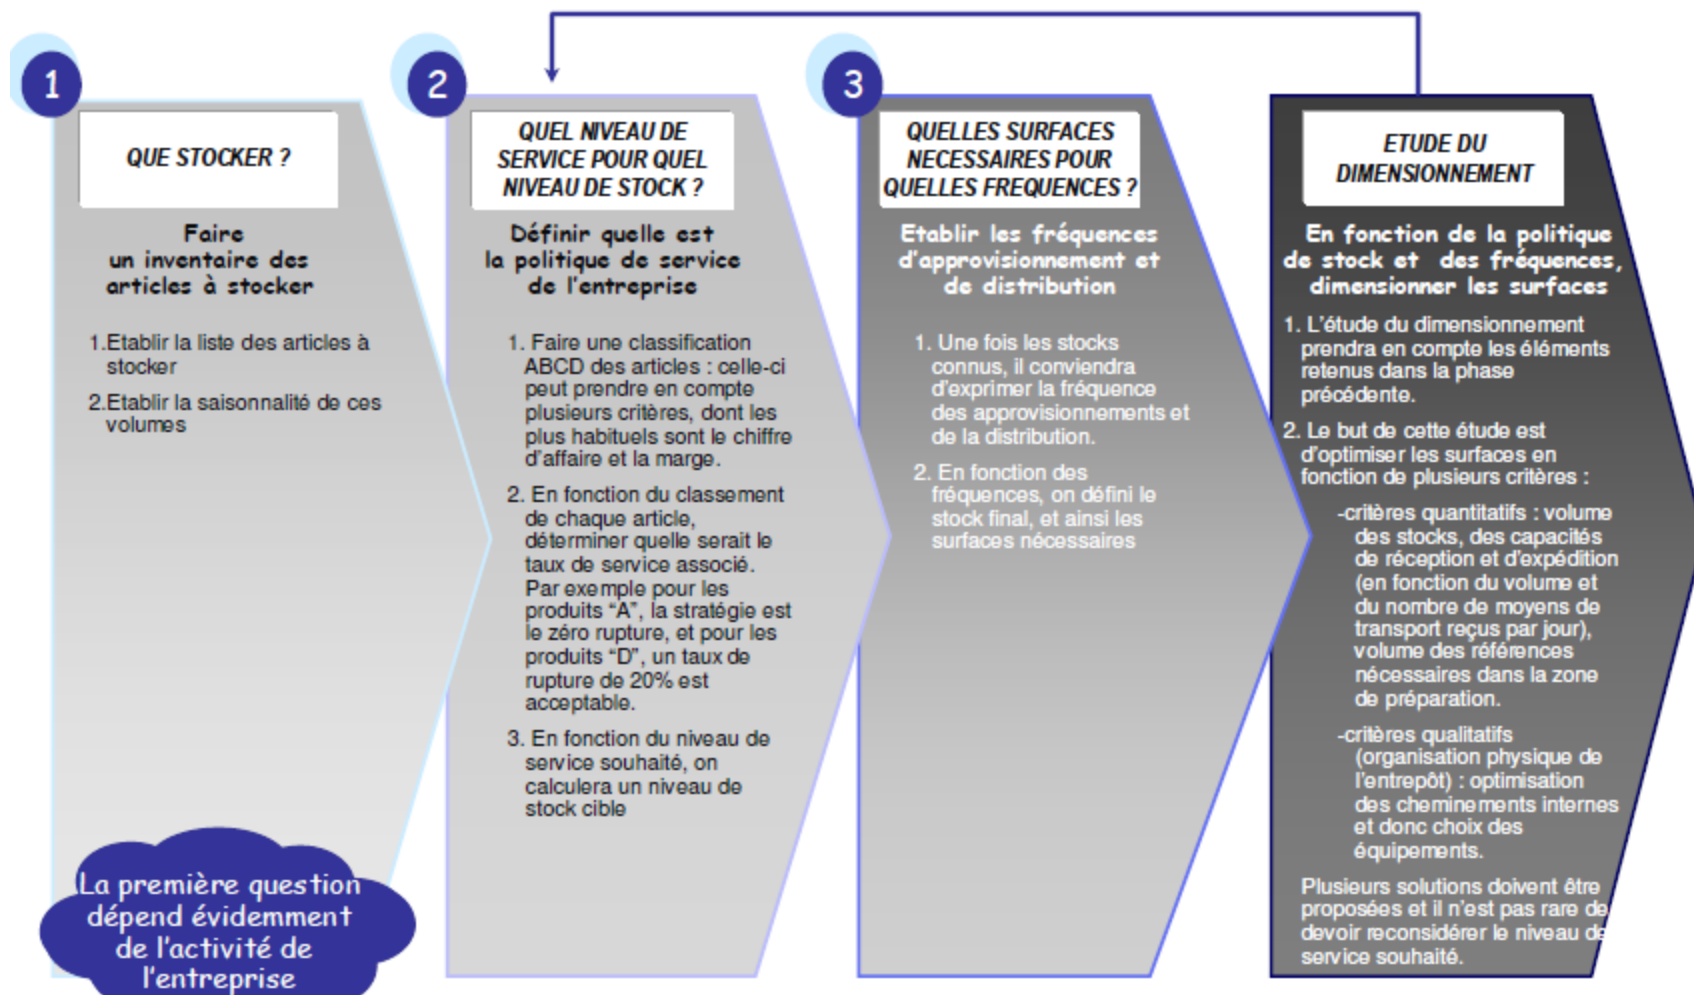 1
QUE STOCKER ?
Faire
un inventaire des
articles à stocker
1.Etablir la liste des articles à
stocker
2.Etablir la saisonnalité de ces
volumes
La première question
dépend évidemment
de l'activité de
l'entreprise
2
QUEL NIVEAU DE
SERVICE POUR QUEL
NIVEAU DE STOCK ?
Définir quelle est
la politique de service
de l'entreprise
1. Faire une classification
ABCD des articles : celle-ci
peut prendre en compte
plusieurs critères, dont les
plus habituels sont le chiffre
d'affaire et la marge.
2. En fonction du classement
de chaque article,
déterminer quelle serait le
taux de service associé.
Par exemple pour les
produits “A”, la stratégie est
le zéro rupture, et pour les
produits “D”, un taux de
rupture de 20% est
acceptable.
3. En fonction du niveau de
service souhaité, on
calculera un niveau de
stock cible
3
QUELLES SURFACES
NECESSAIRES POUR
QUELLES FREQUENCES ?
Etablir les fréquences
d'approvisionnement et
de distribution
1. Une fois les stocks
connus, il conviendra
d'exprimer la fréquence
des approvisionnements et
de la distribution.
2. En fonction des
fréquences, on défini le
stock final, et ainsi les
surfaces nécessaires
ETUDE DU
DIMENSIONNEMENT
En fonction de la politique
de stock et des fréquences,
dimensionner les surfaces
1. L'étude du dimensionnement
prendra en compte les éléments
retenus dans la phase
précédente.
2. Le but de cette étude est
d'optimiser les surfaces en
fonction de plusieurs critères :
-critères quantitatifs : volume
des stocks, des capacités
de réception et d'expédition
(en fonction du volume et
du nombre de moyens de
transport reçus par jour),
volume des références
nécessaires dans la zone
de préparation.
-critères qualitatifs
(organisation physique de
l'entrepôt) : optimisation
des cheminements internes
et donc choix des
équipements.
Plusieurs solutions doivent être
proposées et il n'est pas rare de
devoir reconsidérer le niveau de
service souhaité.